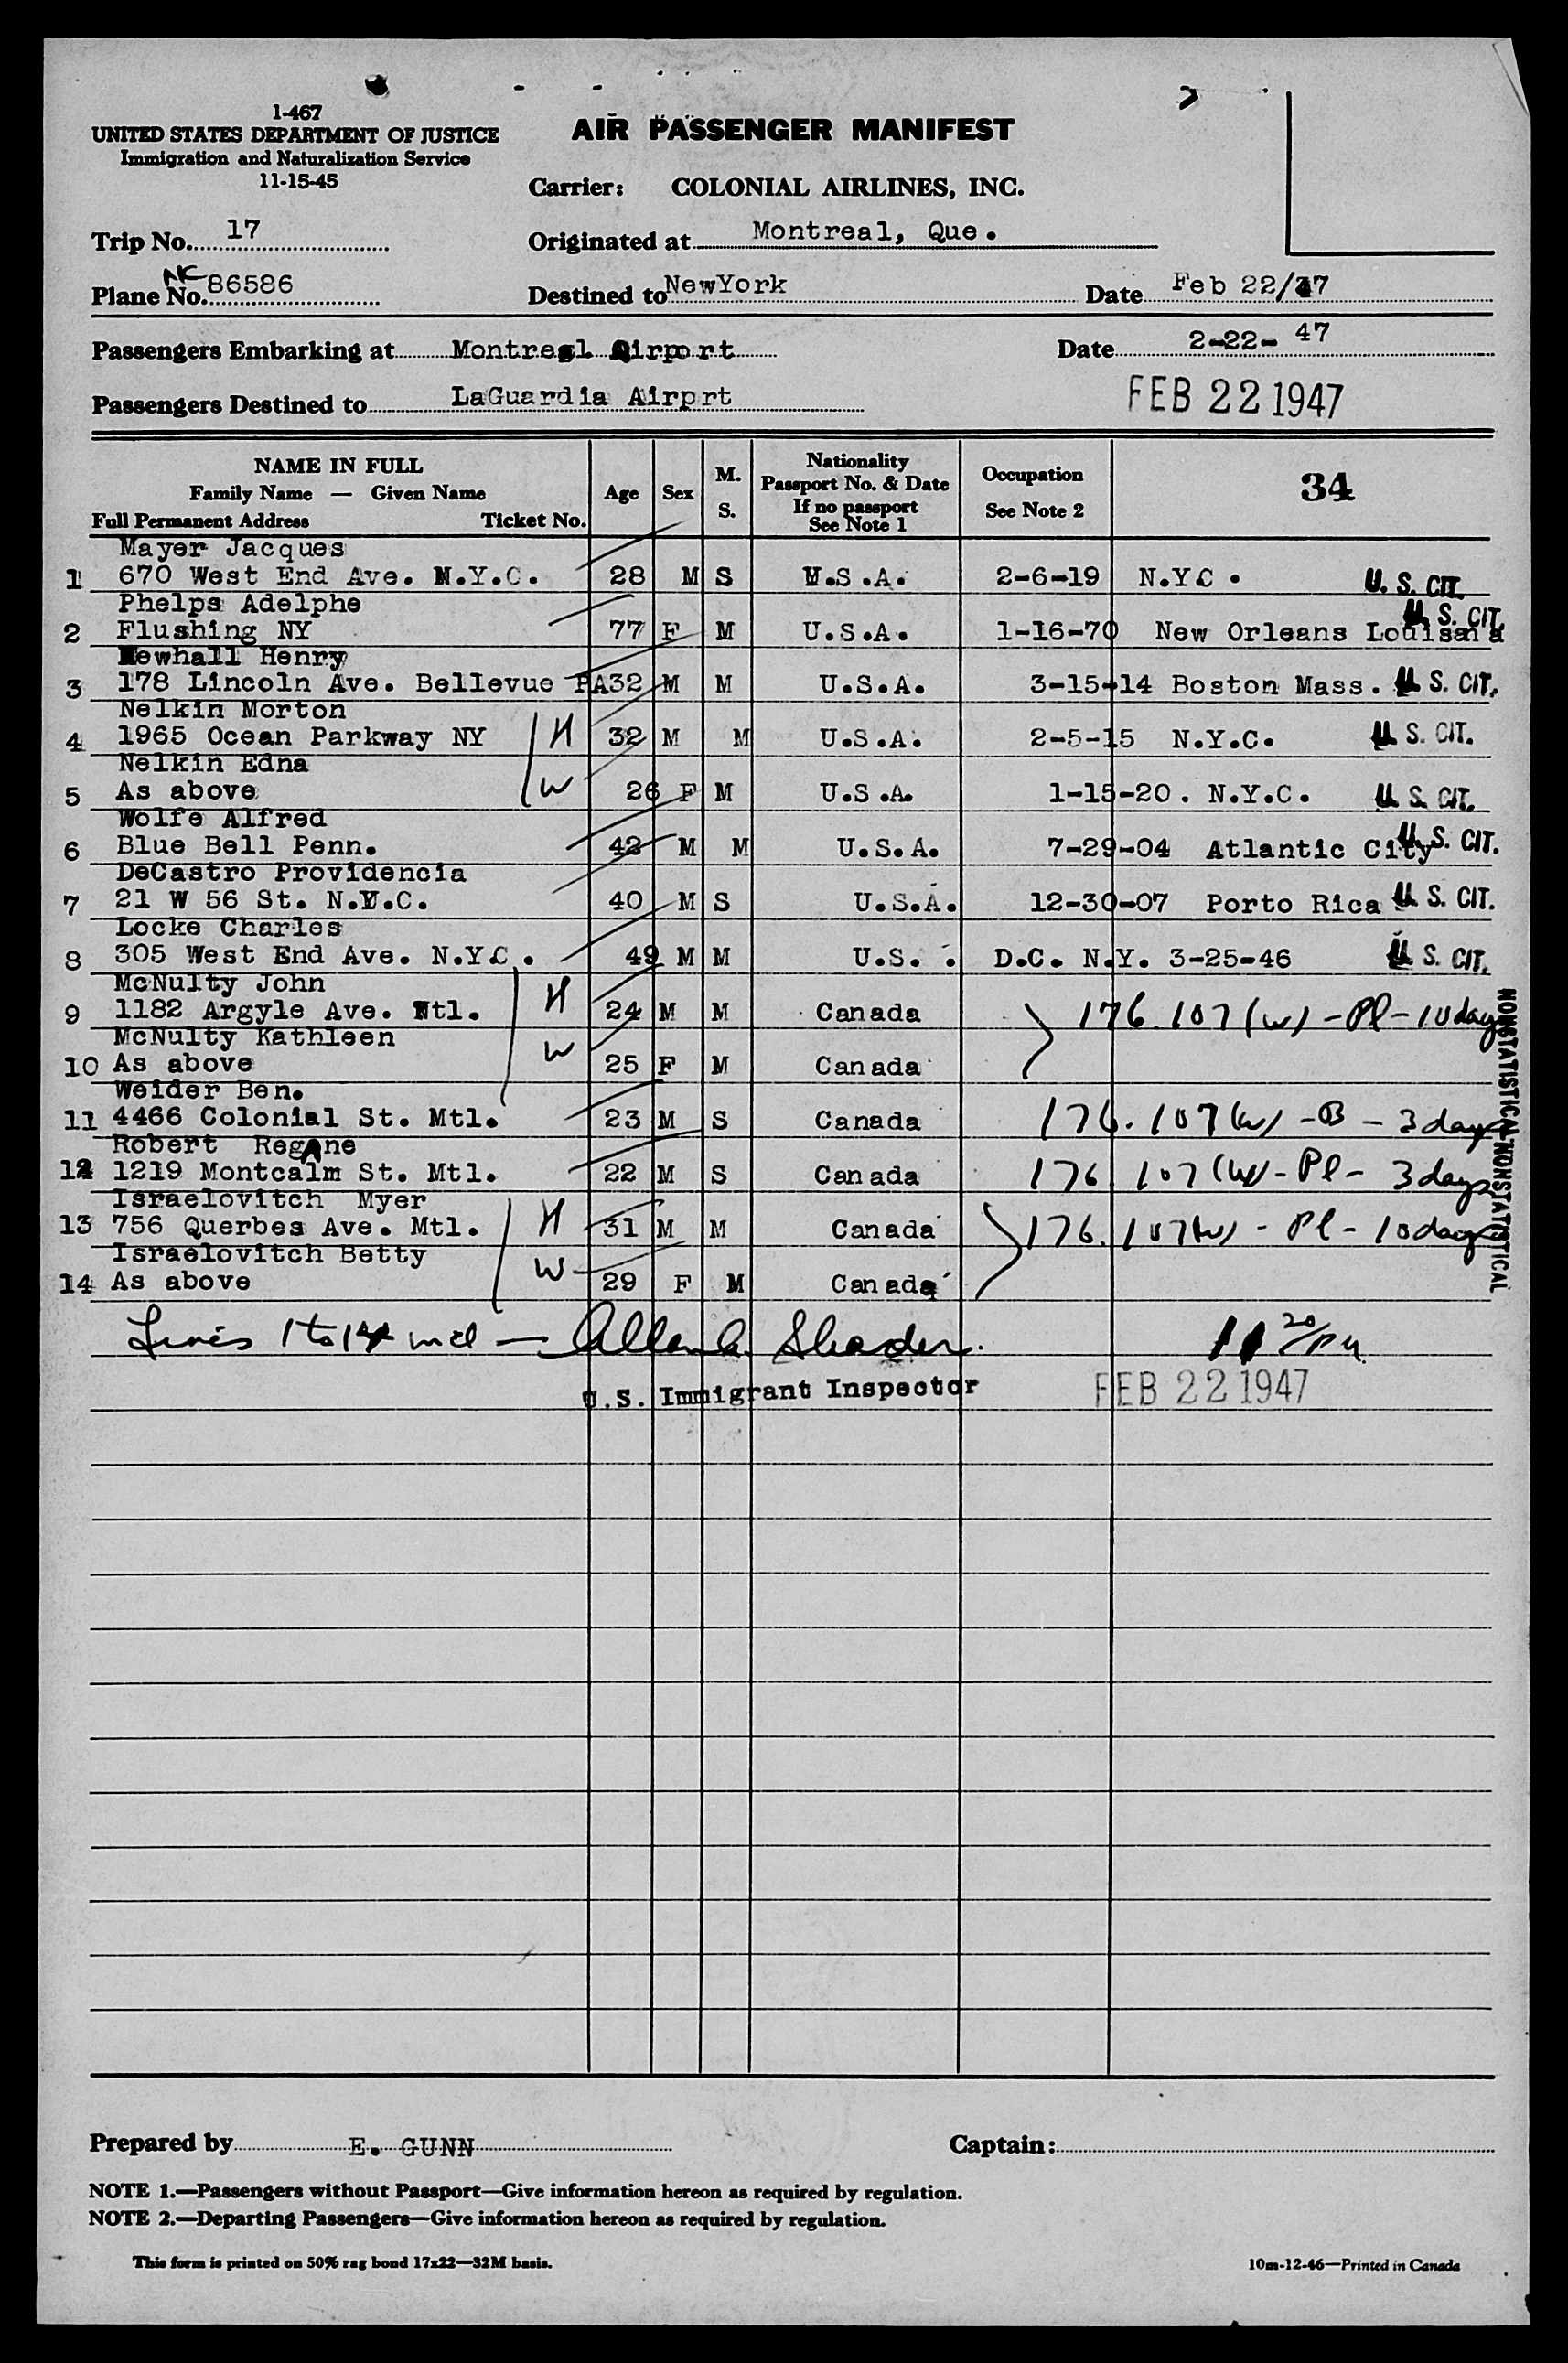 1-467
UNITED STATES DEPARTMENT OF JUSTICE
Immigration and Naturalization Service
11-15-45
AIR PASSENGER MANIFEST
Carrier: COLONIAL AIRLINES, INC.
Trip No. 17
Originated at Montreal, Que.
Plane No. NC 86586
Destined to NewYork
Date Feb 22/47
Passengers Embarking at Montreal Airport
Date 2-22- 47
Passengers Destined to LaGuardia Airprt
FEB 22 1947
NAME IN FULL
Family Name — Given Name
Full Permanent Address Ticket No.
Age
Sex
M.
S.
Nationality
Passport No. & Date
If no passport
See Note 1
Occupation
See Note 2
34
Mayer Jacques
1 670 West End Ave. N.Y.C. 28 M S U.S.A. 2-6-19 N.Y.C. U. S. CIT.
Phelps Adelphe
2 Flushing NY 77 F M U.S.A. 1-16-70 New Orleans Louisana U. S. CIT.
Newhall Henry
3 178 Lincoln Ave. Bellevue PA 32 M M U.S.A. 3-15-14 Boston Mass. U. S. CIT.
Nelkin Morton
4 1965 Ocean Parkway NY H 32 M M U.S.A. 2-5-15 N.Y.C. U. S. CIT.
Nelkin Edna
5 As above W 26 F M U.S.A. 1-15-20. N.Y.C. U. S. CIT.
Wolfe Alfred
6 Blue Bell Penn. 42 M M U.S.A. 7-29-04 Atlantic City U. S. CIT.
DeCastro Providencia
7 21 W 56 St. N.Y.C. 40 M S U.S.A. 12-30-07 Porto Rica U. S. CIT.
Locke Charles
8 305 West End Ave. N.Y.C. 49 M M U.S. . D.C. N.Y. 3-25-46 U. S. CIT.
McNulty John
9 1182 Argyle Ave. Mtl. H 24 M M Canada 176.107(w) - Pl - 10 days
McNulty Kathleen
10 As above W 25 F M Canada
Weider Ben.
11 4466 Colonial St. Mtl. 23 M S Canada 176.107(w) - B - 3 days
Robert RegAne
12 1219 Montcalm St. Mtl. 22 M S Canada 176 107(w) - Pl - 3 days
Israelovitch Myer
13 756 Querbes Ave. Mtl. H 31 M M Canada 176.107(w) - Pl - 10 days
Israelovitch Betty
14 As above W 29 F M Canada
NONSTATISTICAL NONSTATISTICAL
Lines 1 to 14 incl — Allan Shader. 11 20/PM
U.S. Immigrant Inspector FEB 22 1947
Prepared by E. GUNN
Captain:
NOTE 1.—Passengers without Passport—Give information hereon as required by regulation.
NOTE 2.—Departing Passengers—Give information hereon as required by regulation.
This form is printed on 50% rag bond 17x22—32M basis.
10m-12-46—Printed in Canada